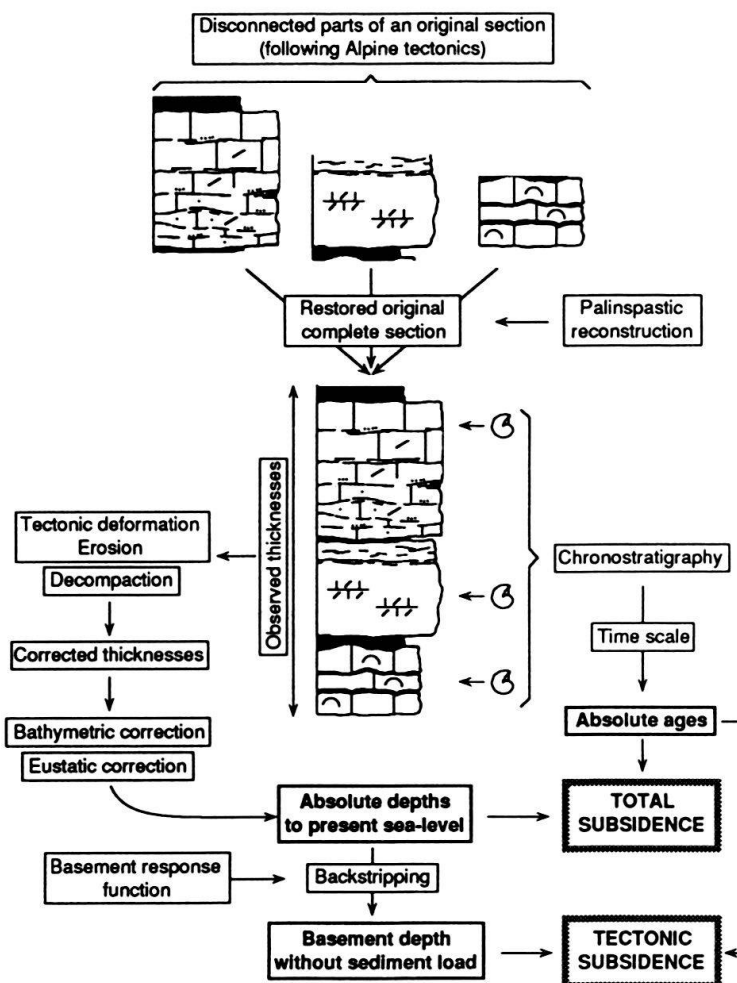 Disconnected parts of an original section
(following Alpine tectonics)
Restored original
complete section
Palinspastic
reconstruction
Observed thicknesses
Tectonic deformation
Erosion
Decompaction
Corrected thicknesses
Bathymetric correction
Eustatic correction
Chronostratigraphy
Time scale
Absolute ages
Absolute depths
to present sea-level
TOTAL
SUBSIDENCE
Basement response
function
Backstripping
Basement depth
without sediment load
TECTONIC
SUBSIDENCE